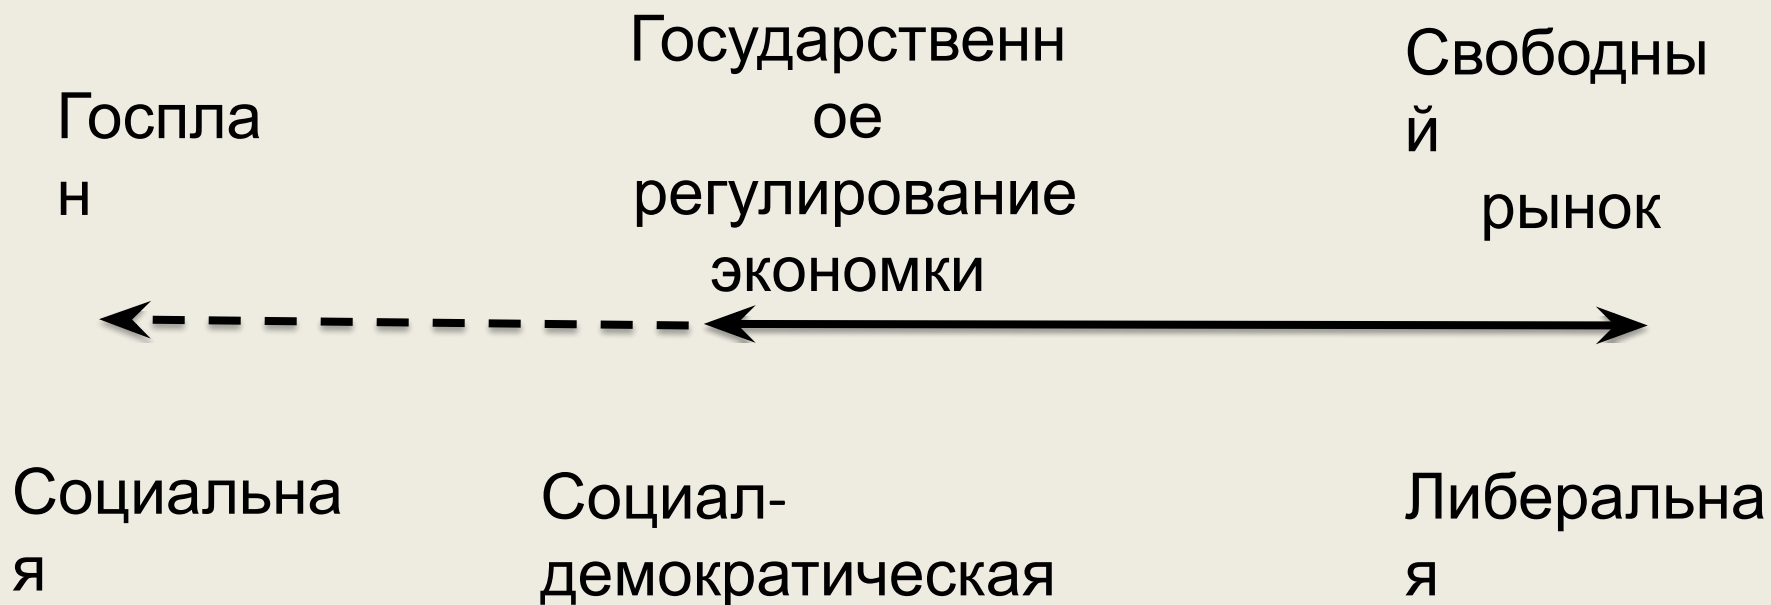 Госпла
н
Государственн
ое
регулирование
экономки
Свободны
й
рынок
Социальна
я
Социал-
демократическая
Либеральна
я